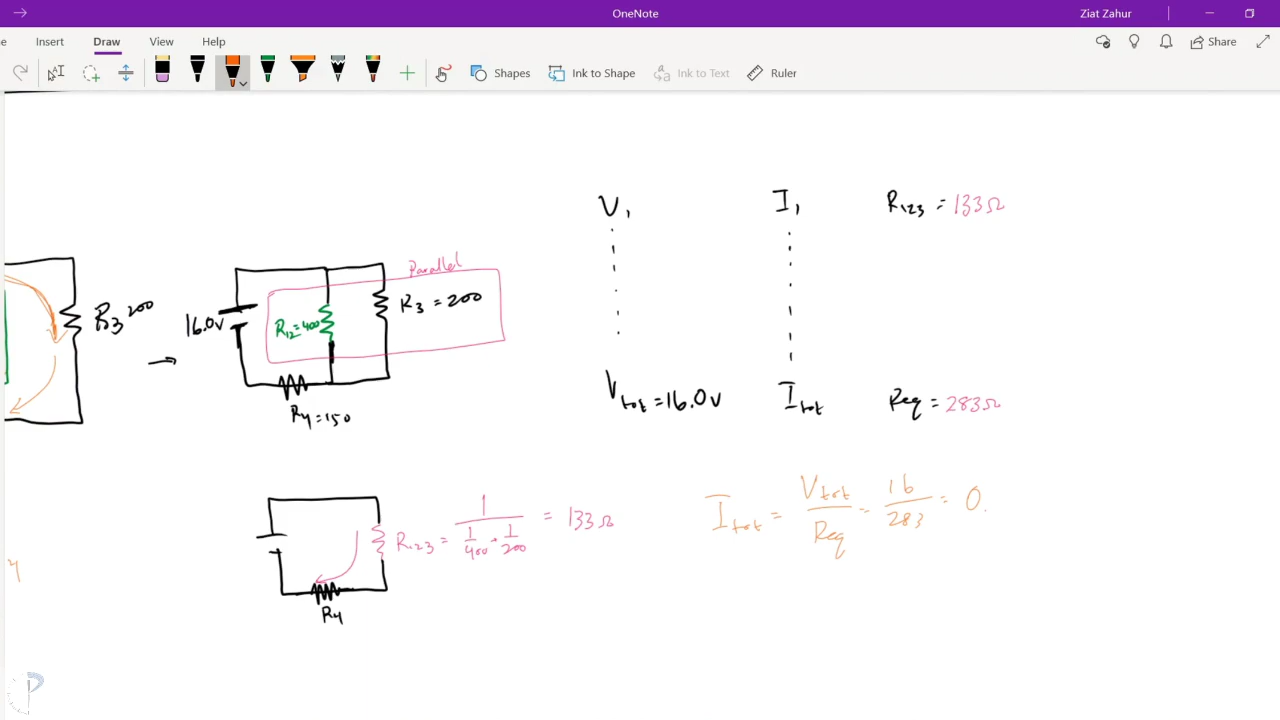 OneNote
Ziat Zahur
Insert Draw View Help
Share
Shapes
Ink to Shape
Ink to Text
Ruler
V1 I1 R123 = 133Ω
Parallel
R3 200
16.0v
R12=400
R3 = 200
R4=150
Vtot = 16.0v Itot Req = 283Ω
R123 = 1 / (1/400 + 1/200) = 133Ω
R4
Itot = Vtot/Req = 16/283 = 0.
4